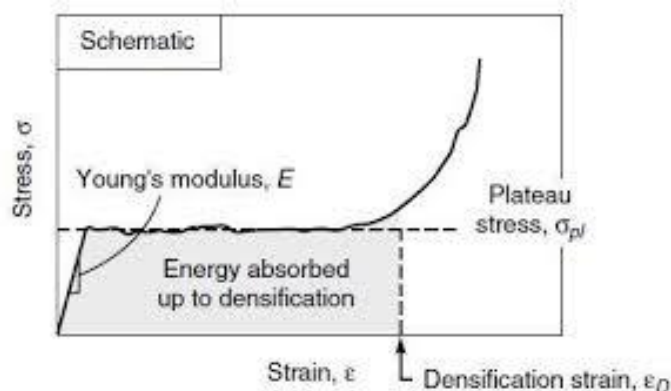 Schematic
Stress, σ
Young's modulus, E
Plateau
stress, σpl
Energy absorbed
up to densification
Strain, ε
Densification strain, εD